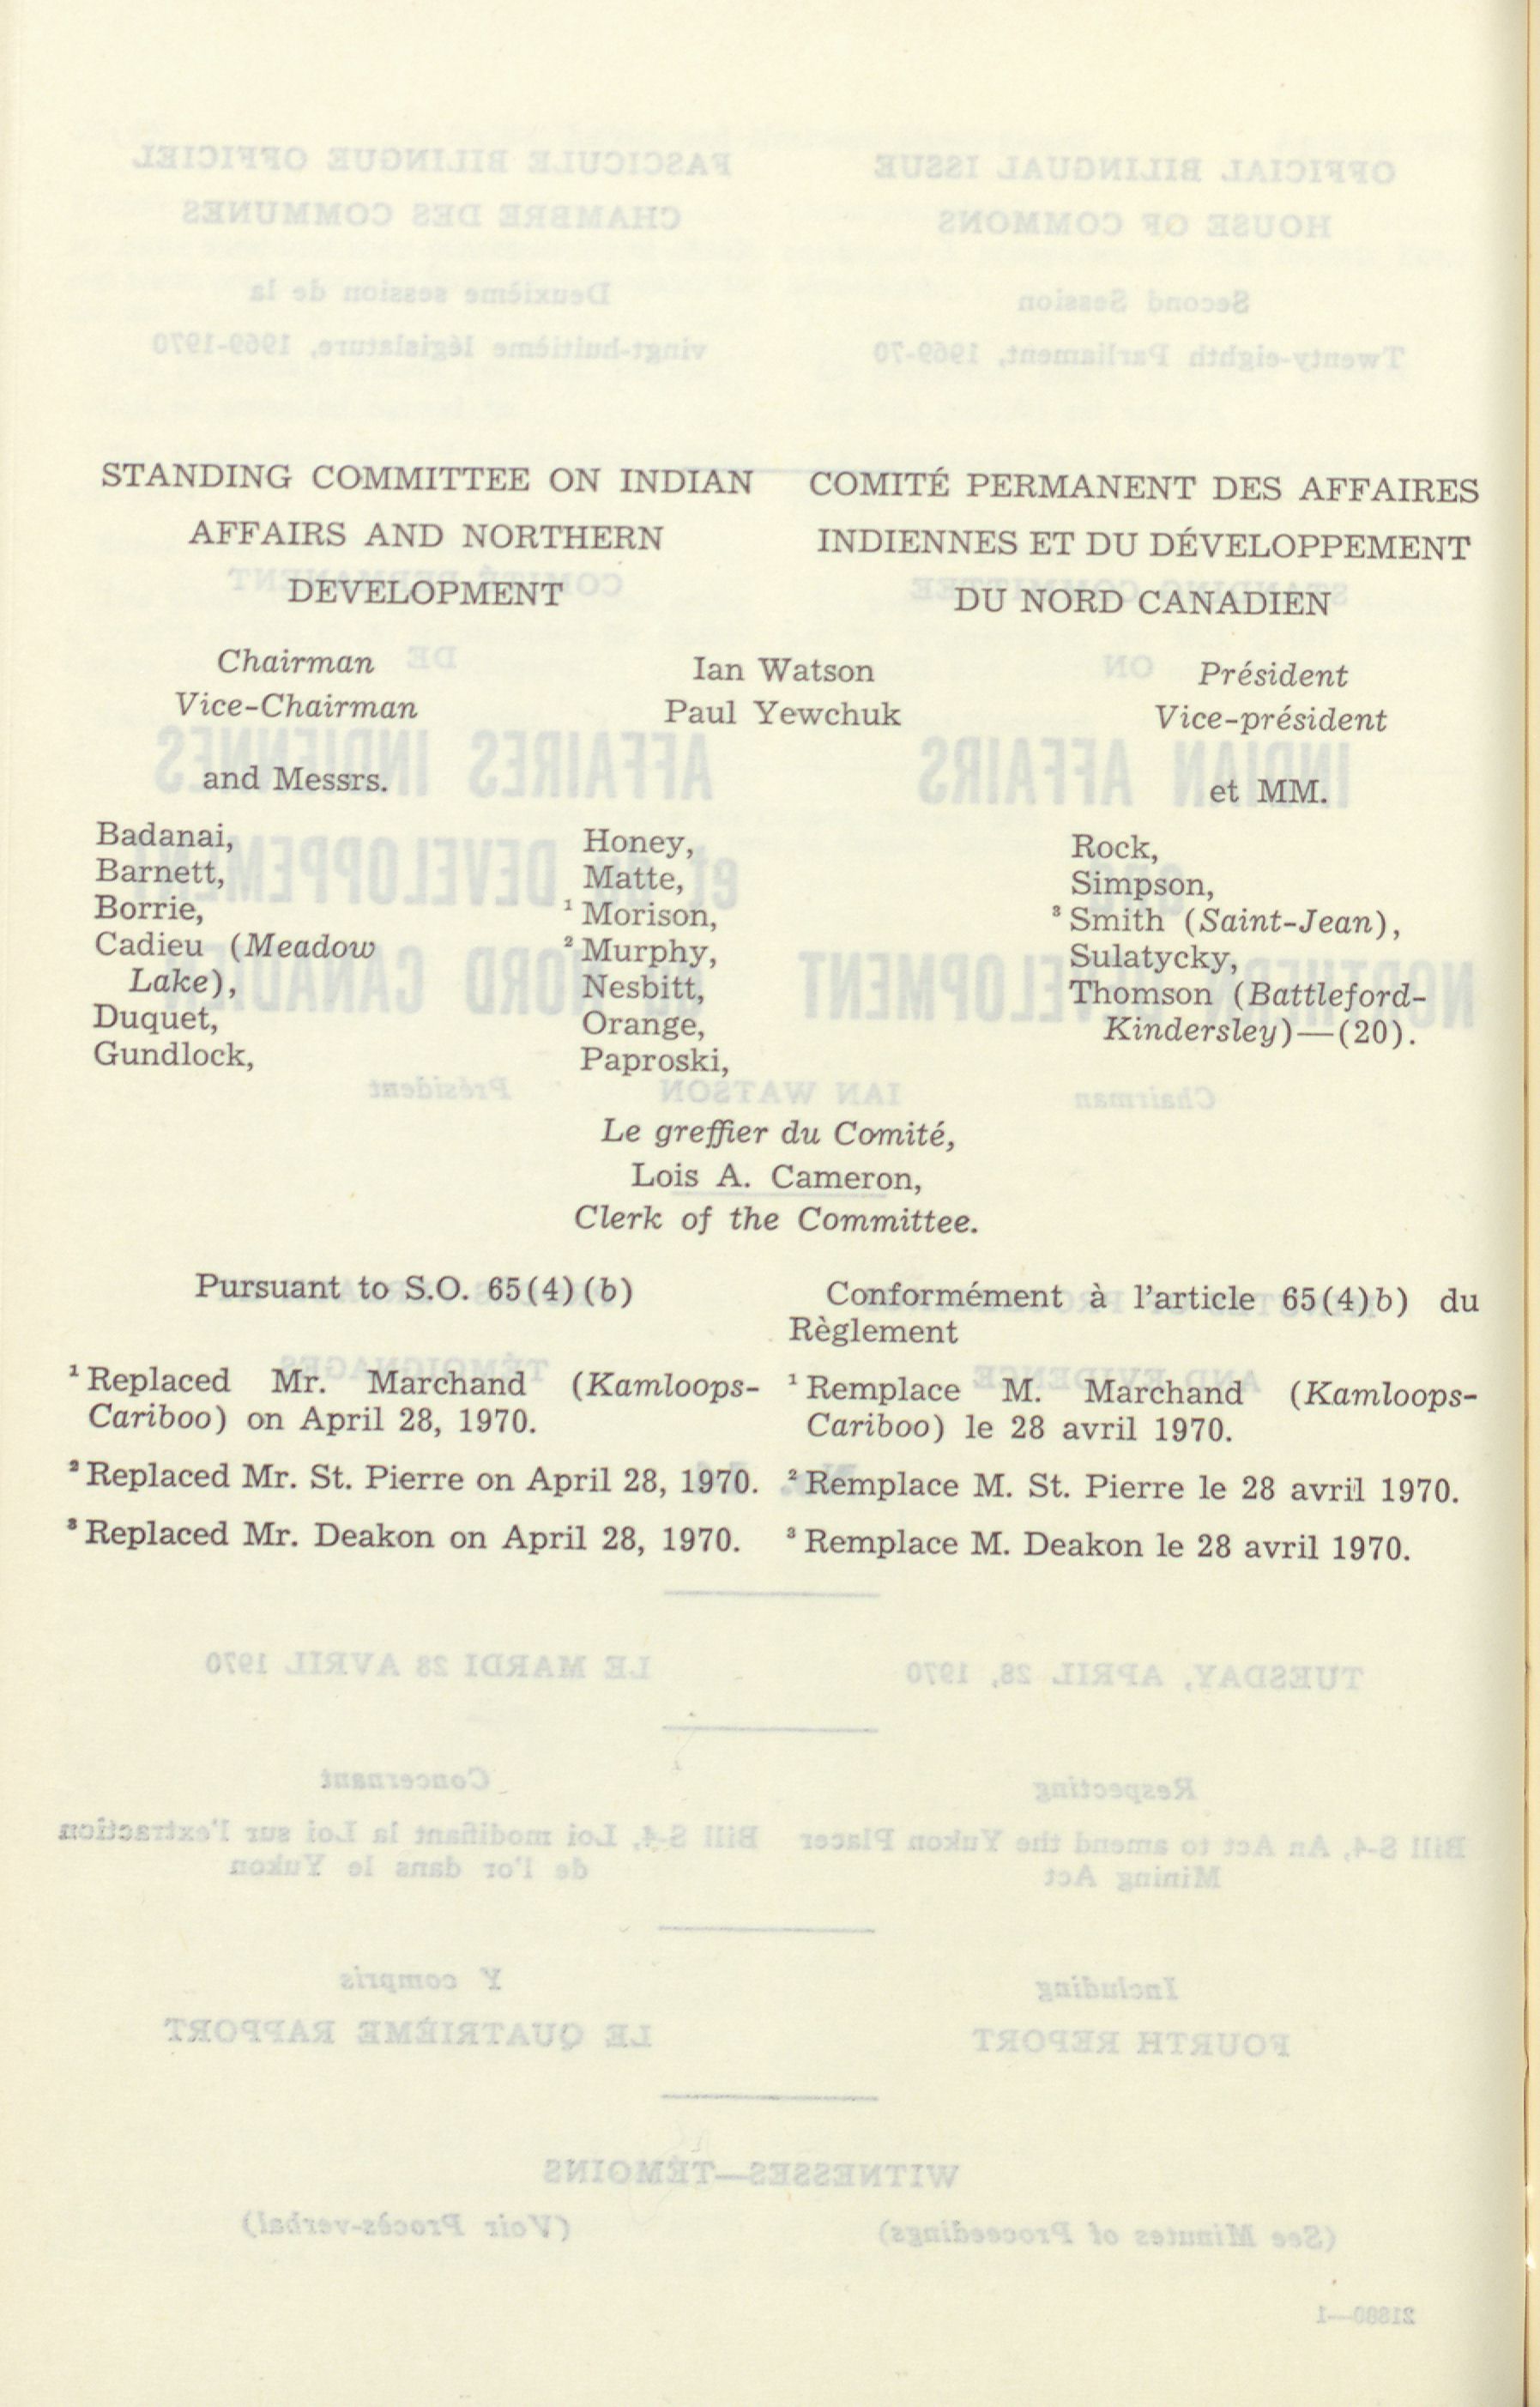 STANDING COMMITTEE ON INDIAN
AFFAIRS AND NORTHERN
DEVELOPMENT
COMITÉ PERMANENT DES AFFAIRES
INDIENNES ET DU DÉVELOPPEMENT
DU NORD CANADIEN
Chairman Ian Watson Président
Vice-Chairman Paul Yewchuk Vice-président
and Messrs. et MM.
Badanai,
Barnett,
Borrie,
Cadieu (Meadow
Lake),
Duquet,
Gundlock,
Honey,
Matte,
¹ Morison,
² Murphy,
Nesbitt,
Orange,
Paproski,
Rock,
Simpson,
³ Smith (Saint-Jean),
Sulatycky,
Thomson (Battleford-
Kindersley)—(20).
Le greffier du Comité,
Lois A. Cameron,
Clerk of the Committee.
Pursuant to S.O. 65(4)(b)
¹ Replaced Mr. Marchand (Kamloops-
Cariboo) on April 28, 1970.
² Replaced Mr. St. Pierre on April 28, 1970.
³ Replaced Mr. Deakon on April 28, 1970.
Conformément à l'article 65(4)b) du
Règlement
¹ Remplace M. Marchand (Kamloops-
Cariboo) le 28 avril 1970.
² Remplace M. St. Pierre le 28 avril 1970.
³ Remplace M. Deakon le 28 avril 1970.